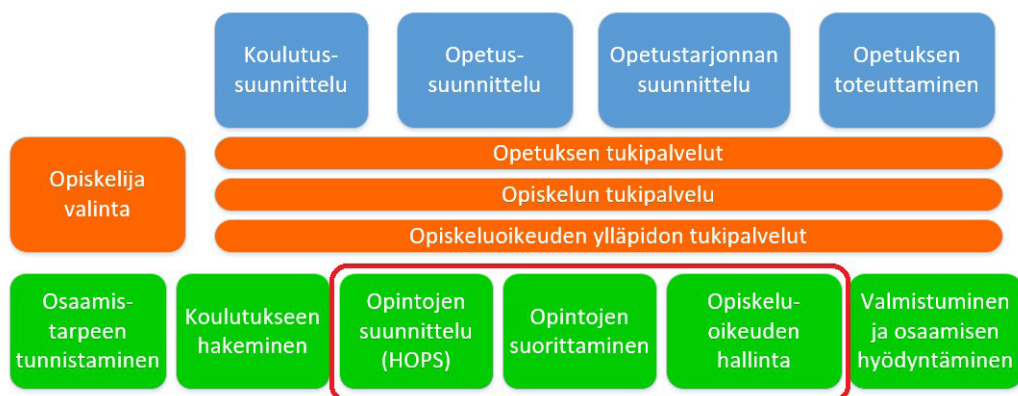 Koulutus-
suunnittelu
Opetus-
suunnittelu
Opetustarjonnan
suunnittelu
Opetuksen
toteuttaminen
Opiskelija
valinta
Opetuksen tukipalvelut
Opiskelun tukipalvelu
Opiskeluoikeuden ylläpidon tukipalvelut
Osaamis-
tarpeen
tunnistaminen
Koulutukseen
hakeminen
Opintojen
suunnittelu
(HOPS)
Opintojen
suorittaminen
Opiskelu-
oikeuden
hallinta
Valmistuminen
ja osaamisen
hyödyntäminen